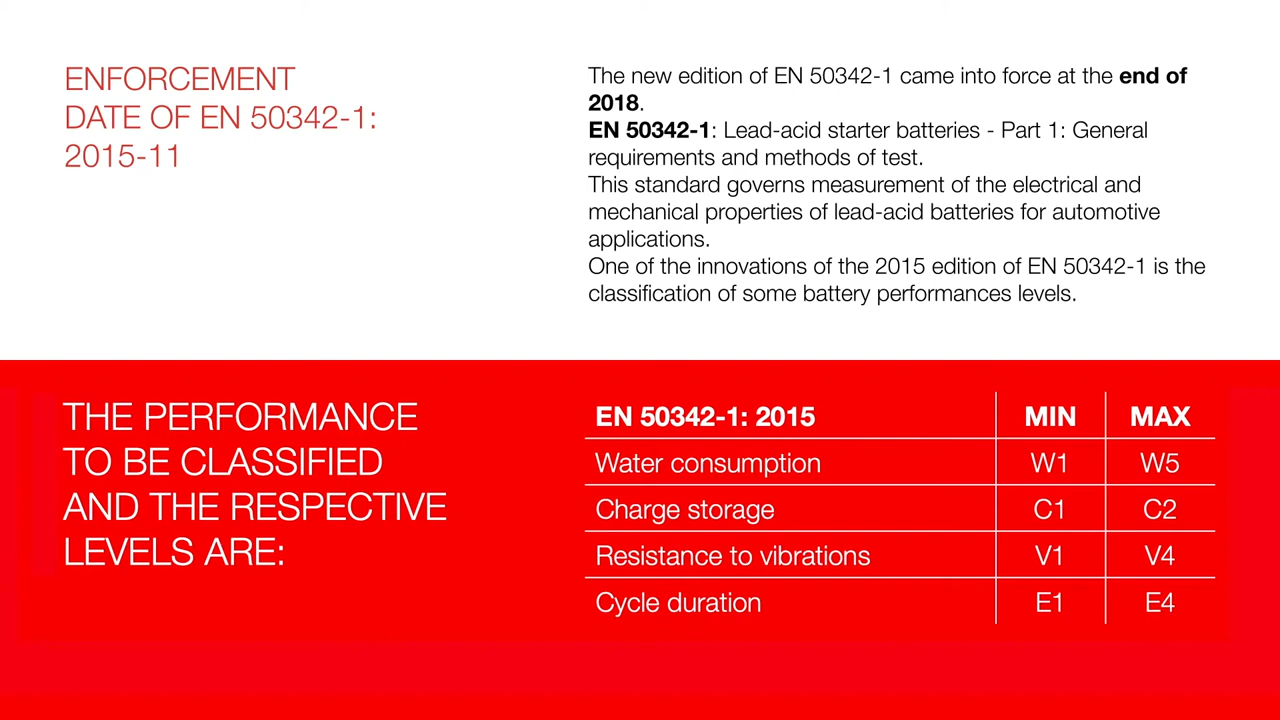 ENFORCEMENT
DATE OF EN 50342-1:
2015-11
The new edition of EN 50342-1 came into force at the end of
2018.
EN 50342-1: Lead-acid starter batteries - Part 1: General
requirements and methods of test.
This standard governs measurement of the electrical and
mechanical properties of lead-acid batteries for automotive
applications.
One of the innovations of the 2015 edition of EN 50342-1 is the
classification of some battery performances levels.
THE PERFORMANCE
TO BE CLASSIFIED
AND THE RESPECTIVE
LEVELS ARE:
EN 50342-1: 2015 MIN MAX
Water consumption W1 W5
Charge storage C1 C2
Resistance to vibrations V1 V4
Cycle duration E1 E4